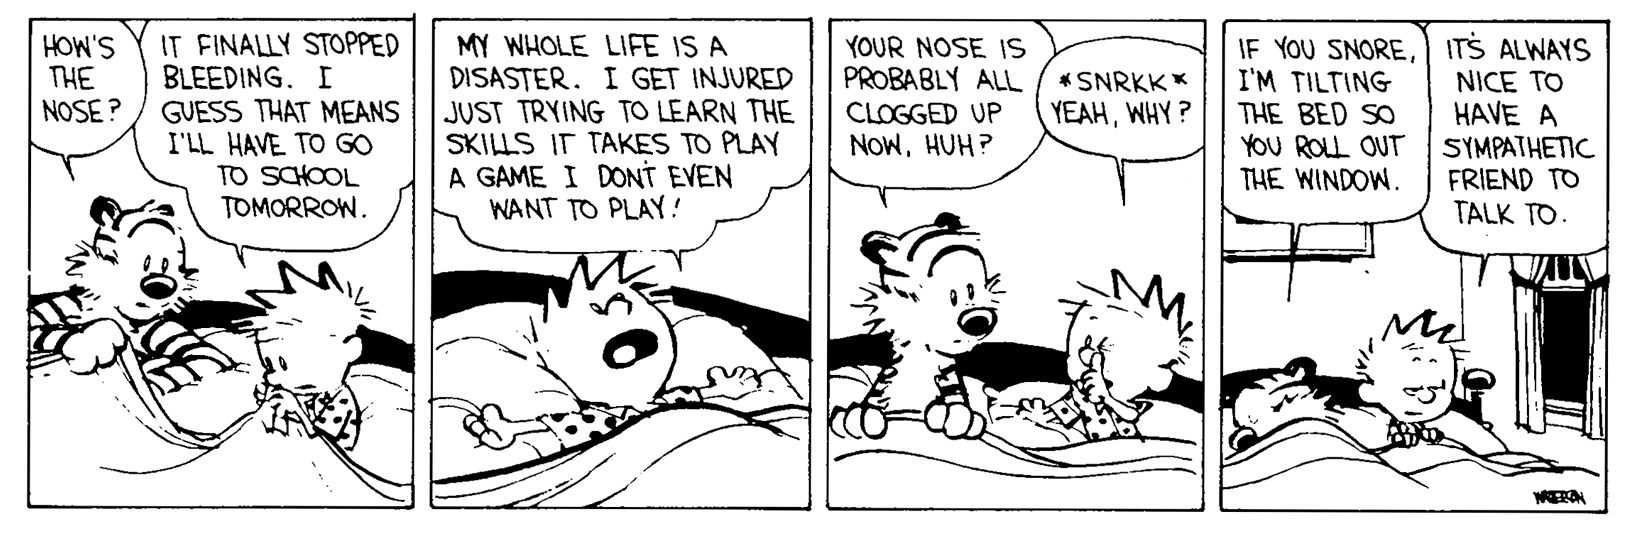 HOW'S
THE
NOSE?
IT FINALLY STOPPED
BLEEDING. I
GUESS THAT MEANS
I'LL HAVE TO GO
TO SCHOOL
TOMORROW.
MY WHOLE LIFE IS A
DISASTER. I GET INJURED
JUST TRYING TO LEARN THE
SKILLS IT TAKES TO PLAY
A GAME I DON'T EVEN
WANT TO PLAY!
YOUR NOSE IS
PROBABLY ALL
CLOGGED UP
NOW, HUH?
*SNRKK*
YEAH, WHY?
IF YOU SNORE,
I'M TILTING
THE BED SO
YOU ROLL OUT
THE WINDOW.
IT'S ALWAYS
NICE TO
HAVE A
SYMPATHETIC
FRIEND TO
TALK TO.
WATTERSON